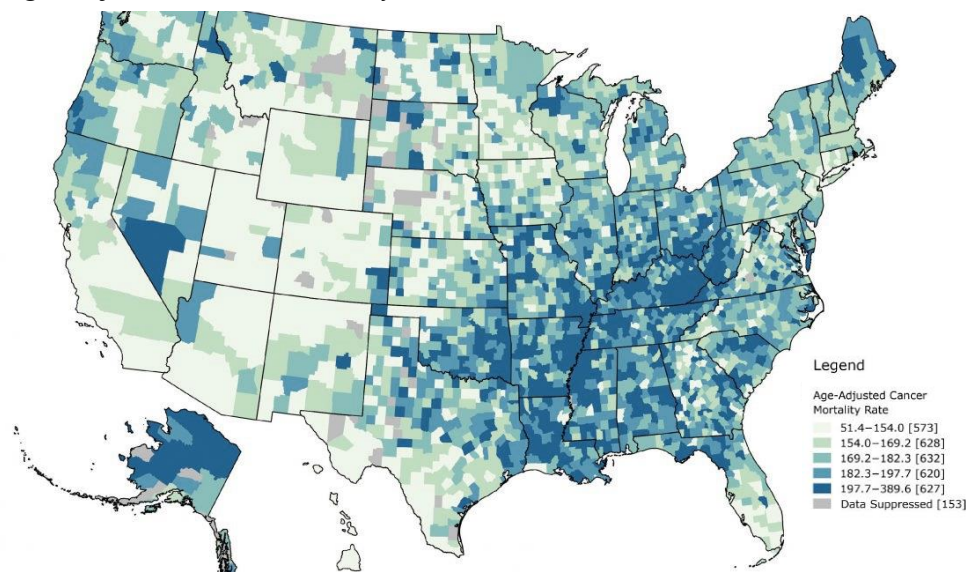 Legend
Age-Adjusted Cancer
Mortality Rate
51.4–154.0 [573]
154.0–169.2 [628]
169.2–182.3 [632]
182.3–197.7 [620]
197.7–389.6 [627]
Data Suppressed [153]